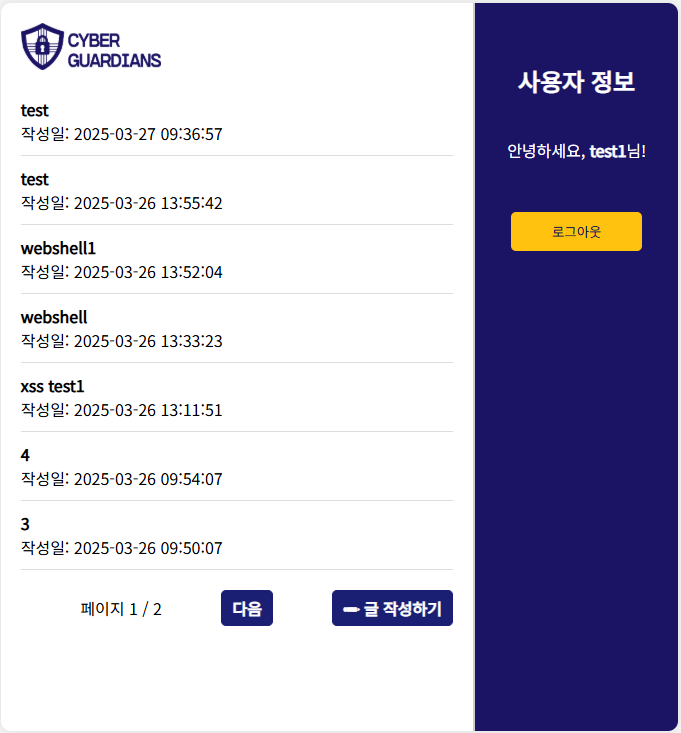 CYBER
GUARDIANS
test
작성일: 2025-03-27 09:36:57
test
작성일: 2025-03-26 13:55:42
webshell1
작성일: 2025-03-26 13:52:04
webshell
작성일: 2025-03-26 13:33:23
xss test1
작성일: 2025-03-26 13:11:51
4
작성일: 2025-03-26 09:54:07
3
작성일: 2025-03-26 09:50:07
페이지 1 / 2
다음
글 작성하기
사용자 정보
안녕하세요, test1님!
로그아웃